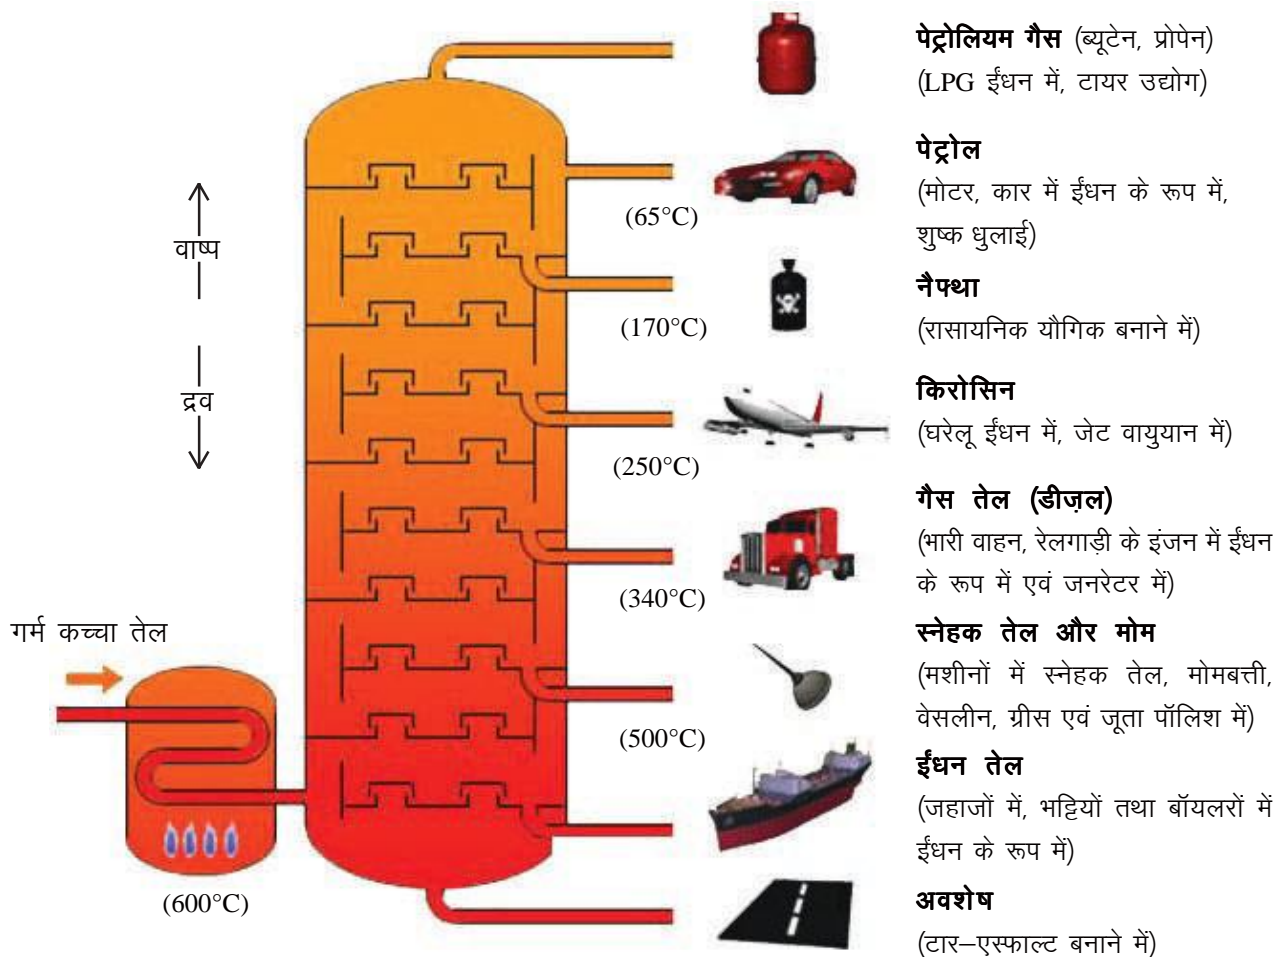 पेट्रोलियम गैस (ब्यूटेन, प्रोपेन)
(LPG ईंधन में, टायर उद्योग)
पेट्रोल
(मोटर, कार में ईंधन के रूप में,
शुष्क धुलाई)
(65°C)
वाष्प
नैफ्था
(रासायनिक यौगिक बनाने में)
(170°C)
द्रव
किरोसिन
(घरेलू ईंधन में, जेट वायुयान में)
(250°C)
गैस तेल (डीज़ल)
(भारी वाहन, रेलगाड़ी के इंजन में ईंधन
के रूप में एवं जनरेटर में)
(340°C)
गर्म कच्चा तेल
स्नेहक तेल और मोम
(मशीनों में स्नेहक तेल, मोमबत्ती,
वेसलीन, ग्रीस एवं जूता पॉलिश में)
(500°C)
ईंधन तेल
(जहाजों में, भट्टियों तथा बॉयलरों में
ईंधन के रूप में)
(600°C)
अवशेष
(टार–एस्फाल्ट बनाने में)